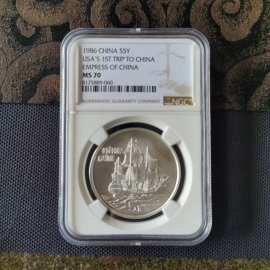 1986 CHINA S5Y
USA'S 1ST TRIP TO CHINA
EMPRESS OF CHINA
MS 70
NUMISMATIC GUARANTY COMPANY
NGC